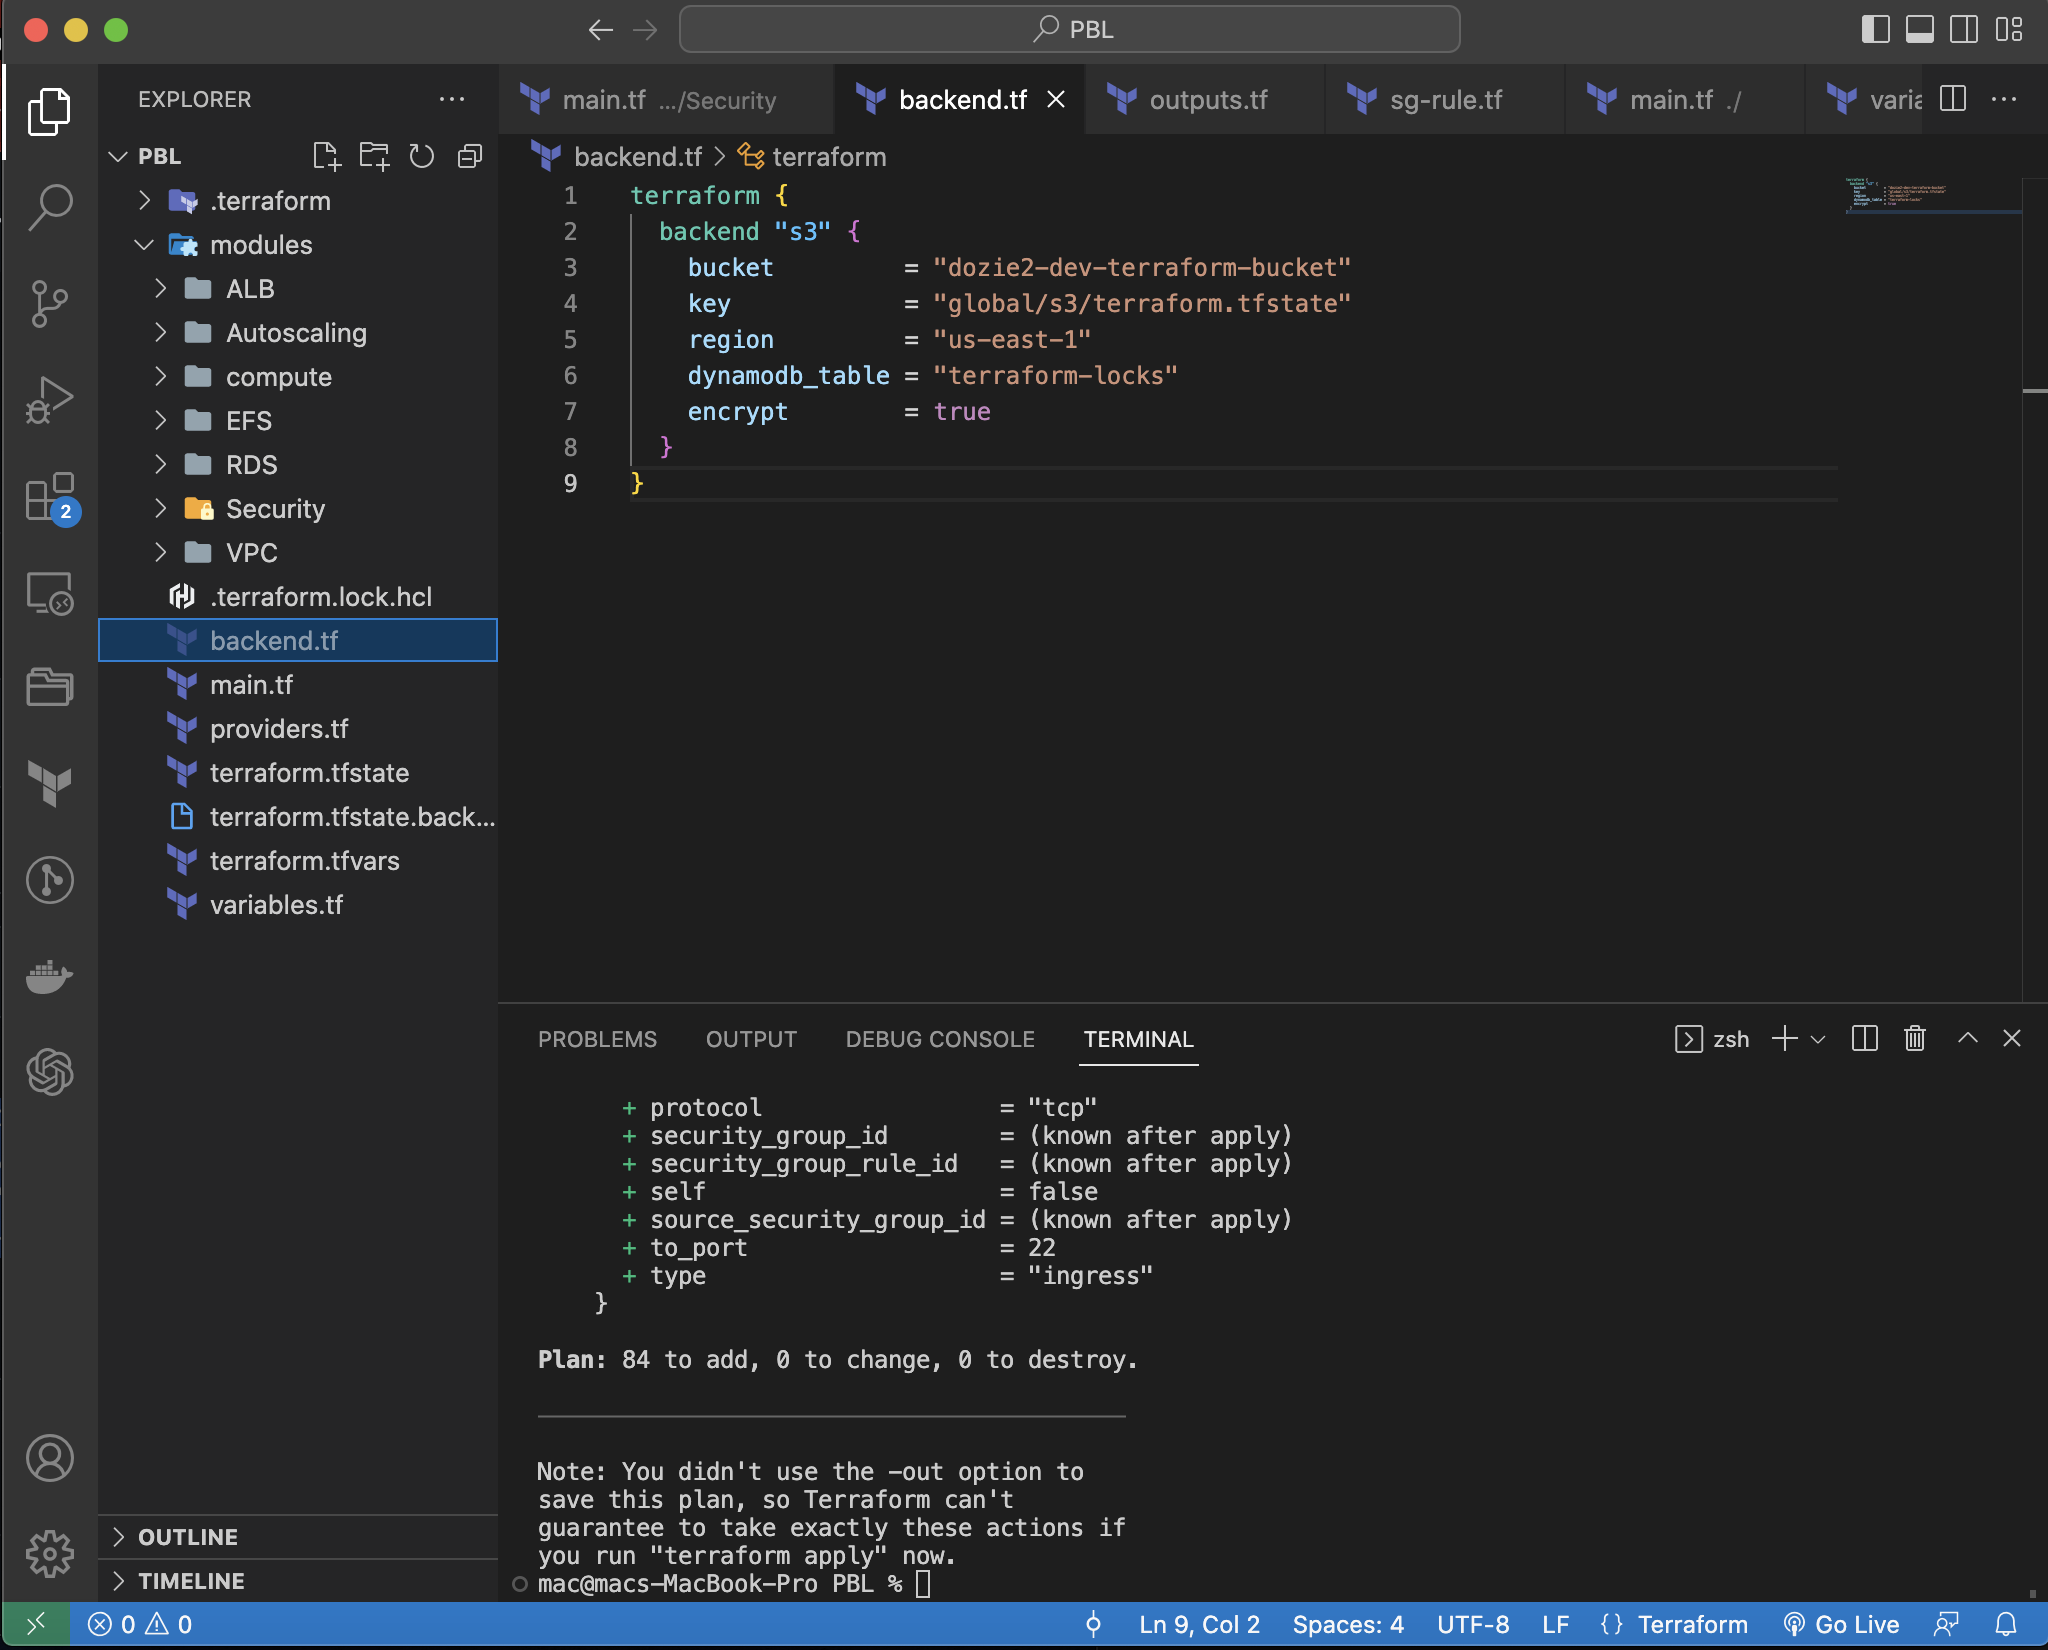 PBL
EXPLORER
PBL
.terraform
modules
ALB
Autoscaling
compute
EFS
RDS
Security
VPC
.terraform.lock.hcl
backend.tf
main.tf
providers.tf
terraform.tfstate
terraform.tfstate.back...
terraform.tfvars
variables.tf
OUTLINE
TIMELINE
2
main.tf .../Security
backend.tf
outputs.tf
sg-rule.tf
main.tf ./
varia
backend.tf > terraform
1 terraform {
2 backend "s3" {
3 bucket = "dozie2-dev-terraform-bucket"
4 key = "global/s3/terraform.tfstate"
5 region = "us-east-1"
6 dynamodb_table = "terraform-locks"
7 encrypt = true
8 }
9 }
PROBLEMS OUTPUT DEBUG CONSOLE TERMINAL
zsh
+ protocol = "tcp"
+ security_group_id = (known after apply)
+ security_group_rule_id = (known after apply)
+ self = false
+ source_security_group_id = (known after apply)
+ to_port = 22
+ type = "ingress"
}
Plan: 84 to add, 0 to change, 0 to destroy.
Note: You didn't use the -out option to
save this plan, so Terraform can't
guarantee to take exactly these actions if
you run "terraform apply" now.
mac@macs-MacBook-Pro PBL %
0 0
Ln 9, Col 2 Spaces: 4 UTF-8 LF {} Terraform Go Live